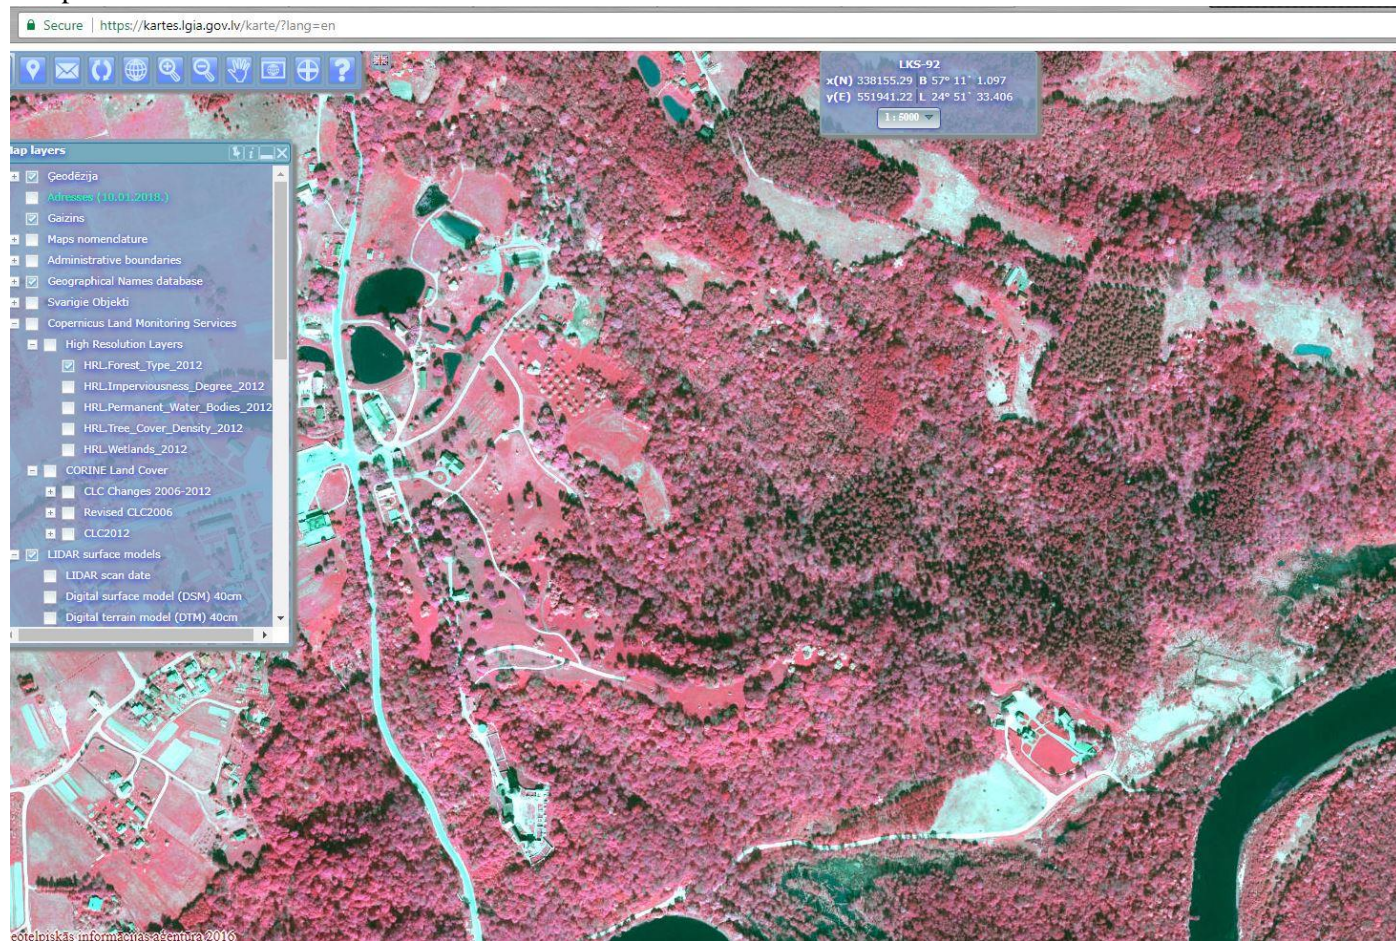 Secure | https://kartes.lgia.gov.lv/karte/?lang=en
LKS-92
x(N) 338155.29 B 57° 11` 1.097
y(E) 551941.22 L 24° 51` 33.406
1 : 5000
ap layers
Ģeodēzija
Adresses (10.01.2018.)
Gaizins
Maps nomenclature
Administrative boundaries
Geographical Names database
Svarīgie Objekti
Copernicus Land Monitoring Services
High Resolution Layers
HRL.Forest_Type_2012
HRL.Imperviousness_Degree_2012
HRL.Permanent_Water_Bodies_2012
HRL.Tree_Cover_Density_2012
HRL.Wetlands_2012
CORINE Land Cover
CLC Changes 2006-2012
Revised CLC2006
CLC2012
LIDAR surface models
LIDAR scan date
Digital surface model (DSM) 40cm
Digital terrain model (DTM) 40cm
eotelpiskās informācijas aģentūra 2016